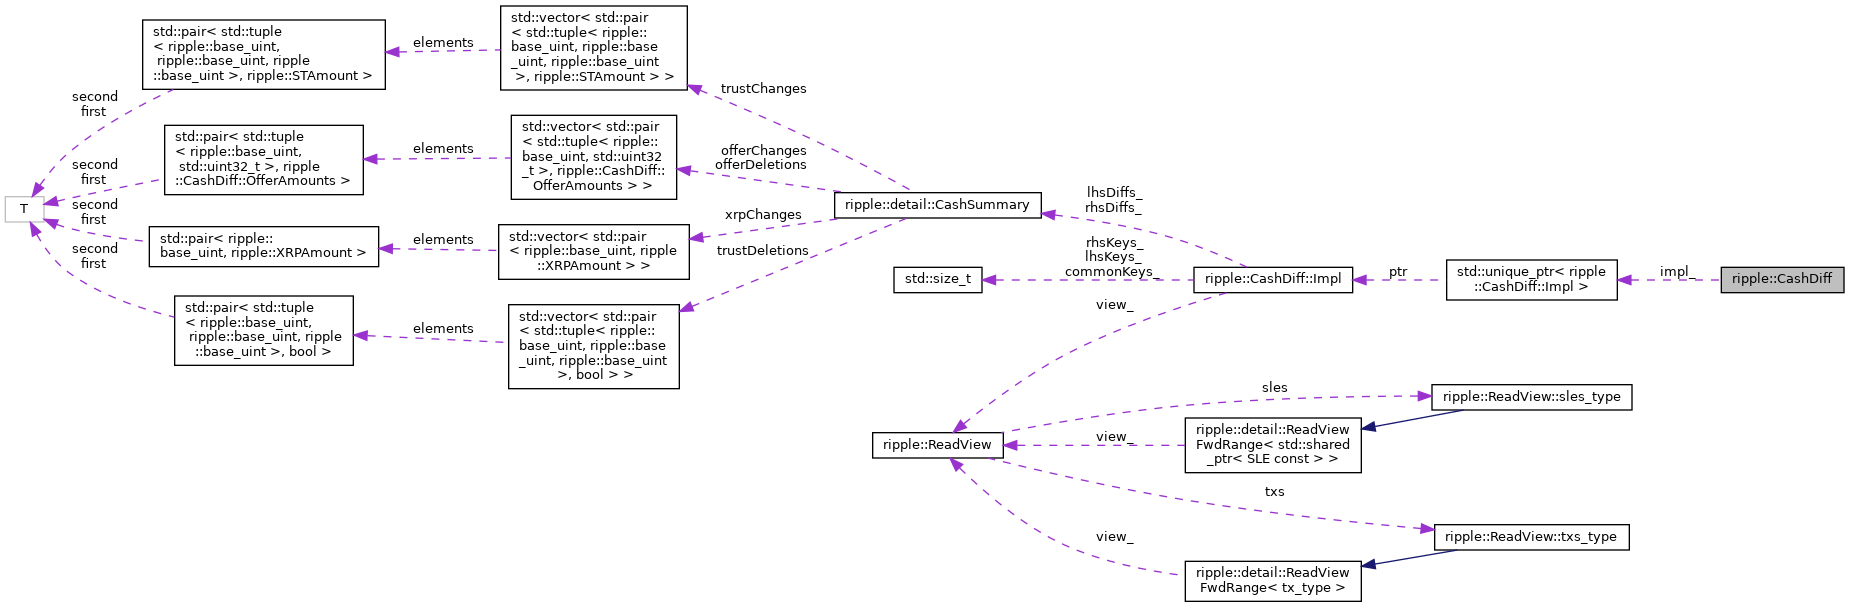 std::pair< std::tuple
< ripple::base_uint,
ripple::base_uint, ripple
::base_uint >, ripple::STAmount >
elements
std::vector< std::pair
< std::tuple< ripple::
base_uint, ripple::base
_uint, ripple::base_uint
>, ripple::STAmount > >
trustChanges
second
first
std::pair< std::tuple
< ripple::base_uint,
std::uint32_t >, ripple
::CashDiff::OfferAmounts >
elements
std::vector< std::pair
< std::tuple< ripple::
base_uint, std::uint32
_t >, ripple::CashDiff::
OfferAmounts > >
offerChanges
offerDeletions
second
first
T
second
first
std::pair< ripple::
base_uint, ripple::XRPAmount >
elements
std::vector< std::pair
< ripple::base_uint, ripple
::XRPAmount > >
xrpChanges
ripple::detail::CashSummary
lhsDiffs_
rhsDiffs_
second
first
std::pair< std::tuple
< ripple::base_uint,
ripple::base_uint, ripple
::base_uint >, bool >
elements
std::vector< std::pair
< std::tuple< ripple::
base_uint, ripple::base
_uint, ripple::base_uint
>, bool > >
trustDeletions
std::size_t
rhsKeys_
lhsKeys_
commonKeys_
ripple::CashDiff::Impl
ptr
std::unique_ptr< ripple
::CashDiff::Impl >
impl_
ripple::CashDiff
view_
sles
ripple::ReadView::sles_type
ripple::ReadView
view_
ripple::detail::ReadView
FwdRange< std::shared
_ptr< SLE const > >
txs
ripple::ReadView::txs_type
view_
ripple::detail::ReadView
FwdRange< tx_type >